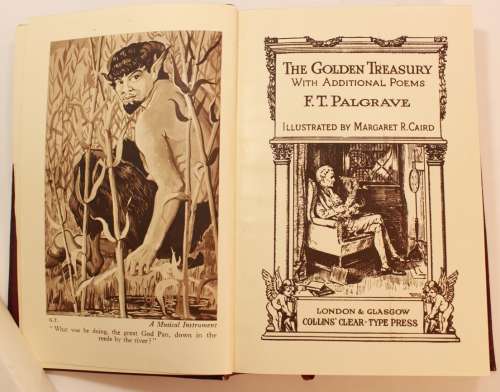 G.T.
A Musical Instrument
"What was he doing, the great God Pan, down in the
reeds by the river?"
THE GOLDEN TREASURY
WITH ADDITIONAL POEMS
F. T. PALGRAVE
ILLUSTRATED BY MARGARET R. CAIRD
LONDON & GLASGOW
COLLINS' CLEAR-TYPE PRESS